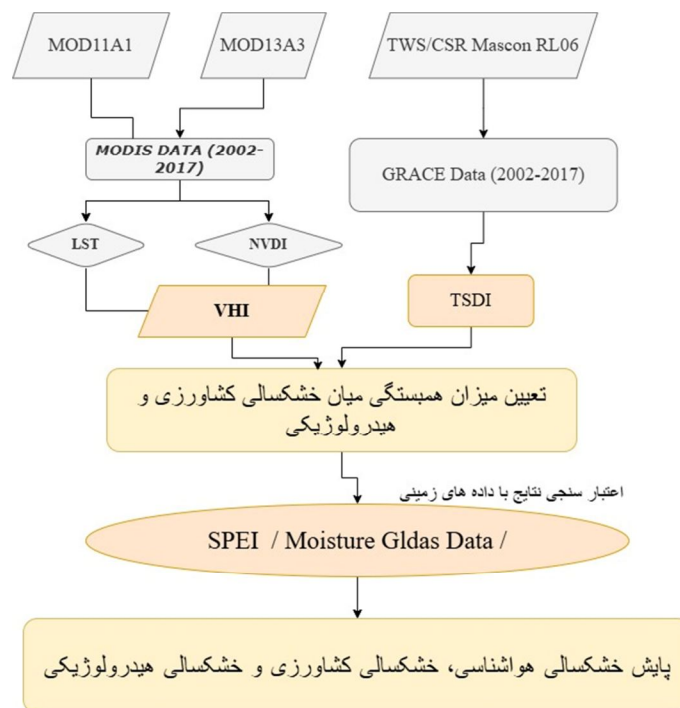 MOD11A1
MOD13A3
TWS/CSR Mascon RL06
MODIS DATA (2002-
2017)
GRACE Data (2002-2017)
LST
NVDI
VHI
TSDI
تعیین میزان همبستگی میان خشکسالی کشاورزی و
هیدرولوژیکی
اعتبار سنجی نتایج با داده های زمینی
SPEI / Moisture Gldas Data /
پایش خشکسالی هواشناسی، خشکسالی کشاورزی و خشکسالی هیدرولوژیکی